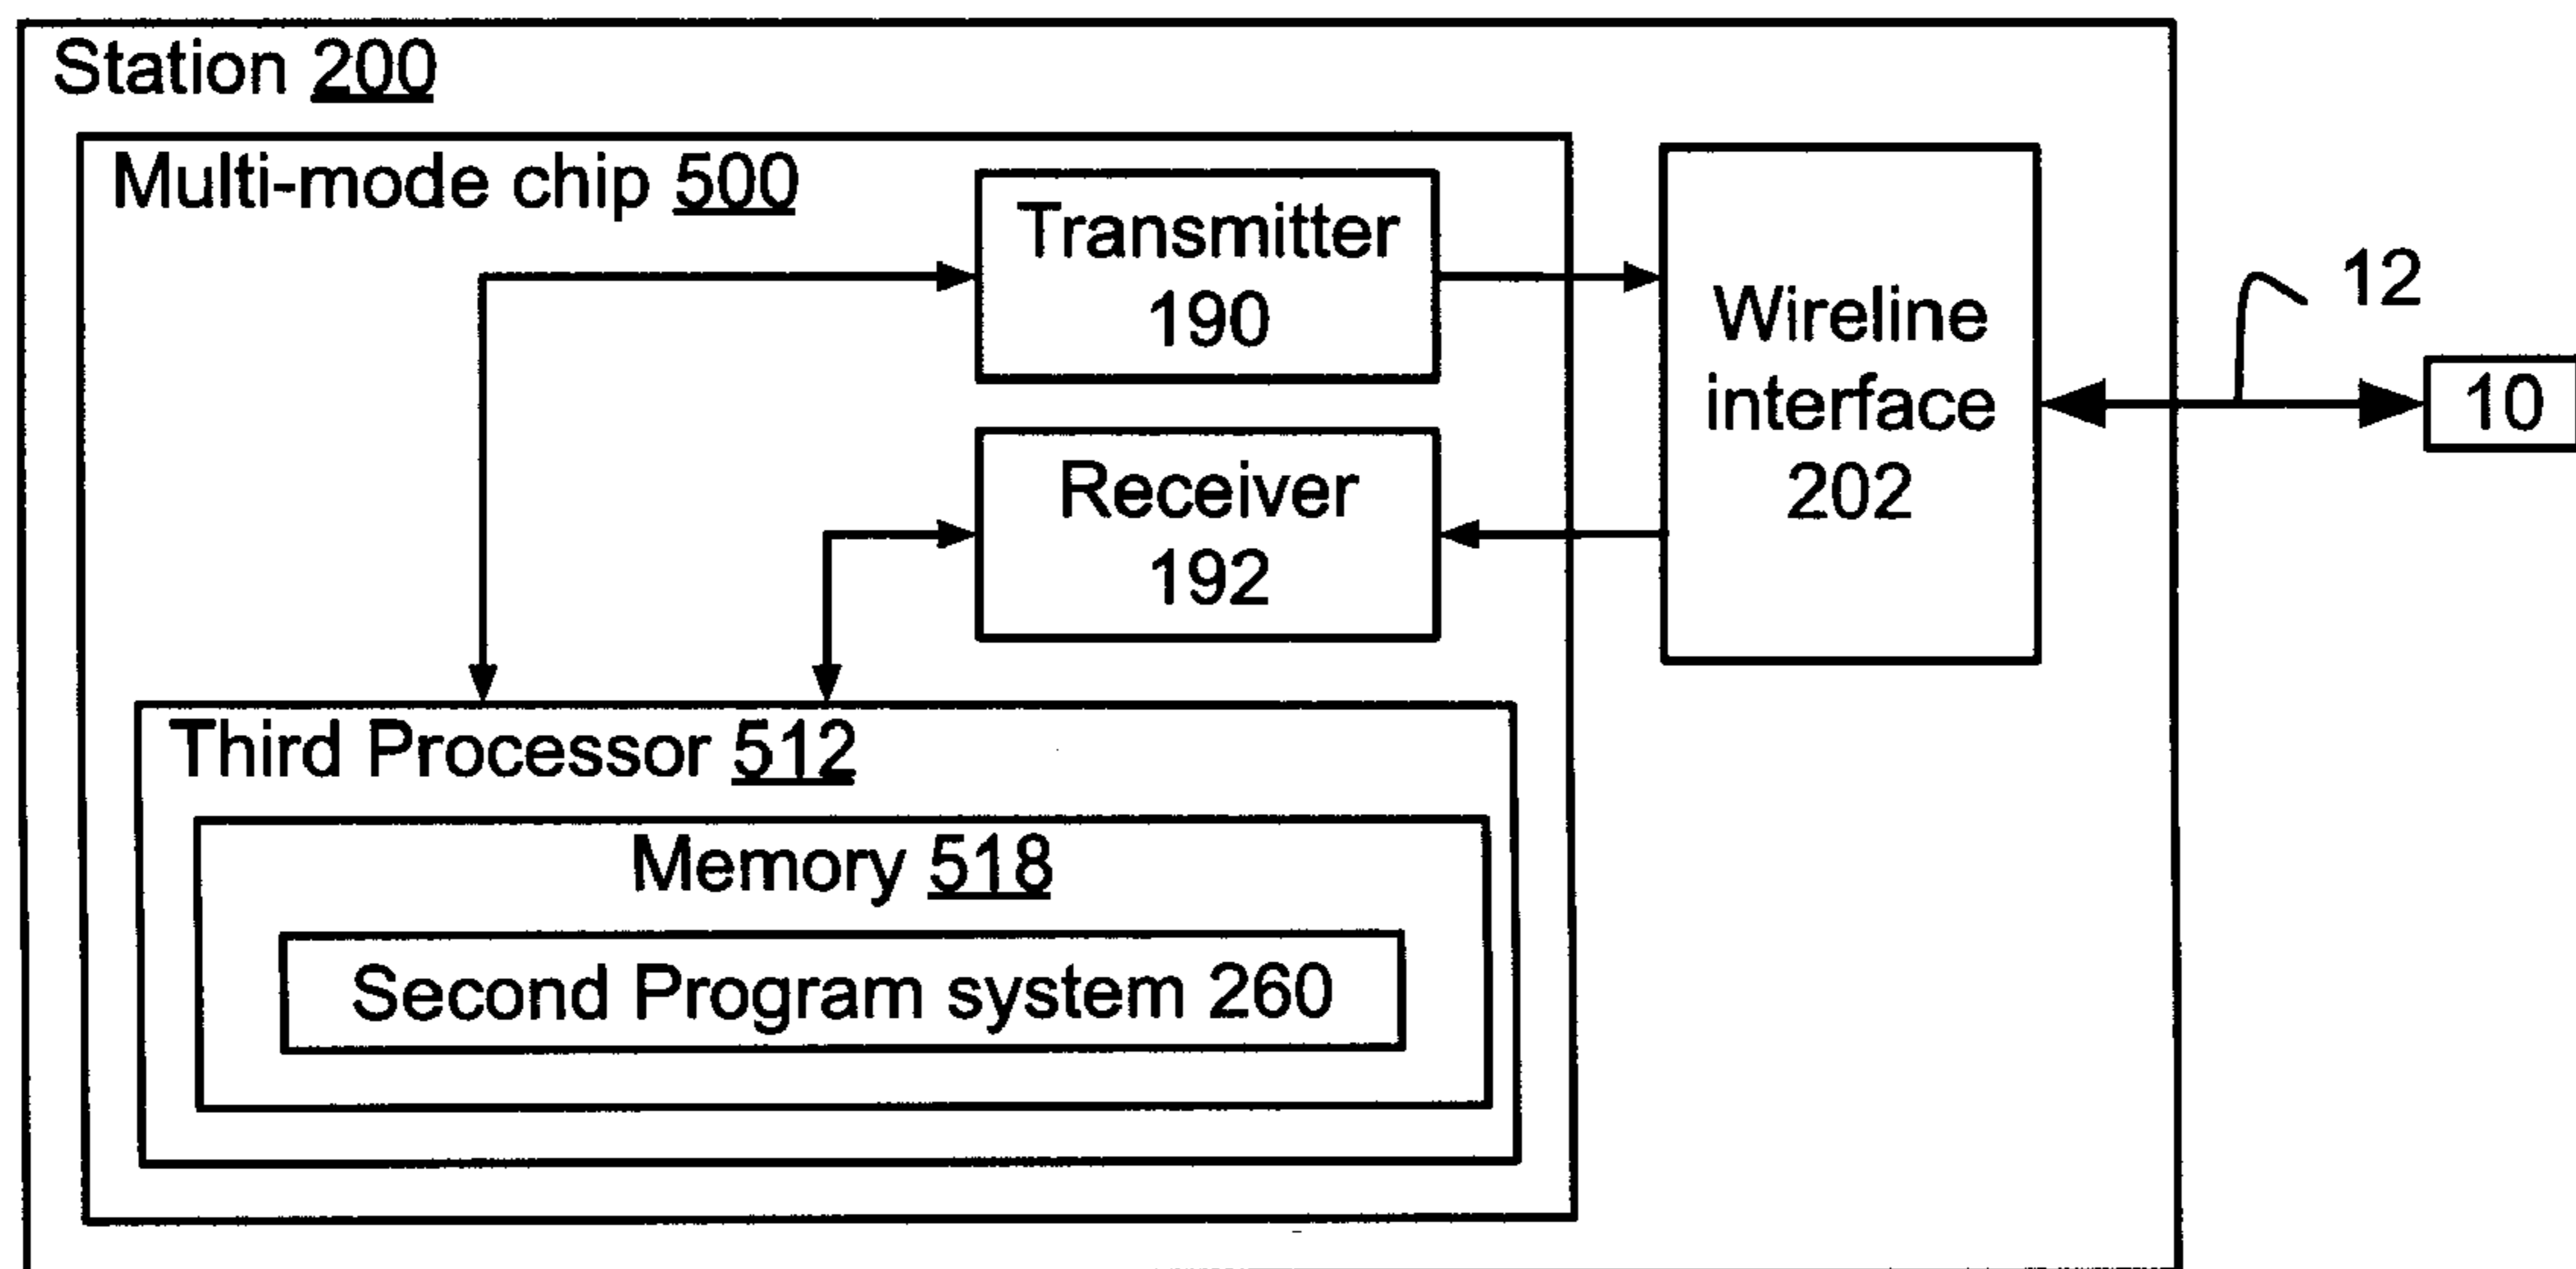 Station 200
Multi-mode chip 500
Transmitter
190
Wireline
interface
202
12
10
Receiver
192
Third Processor 512
Memory 518
Second Program system 260